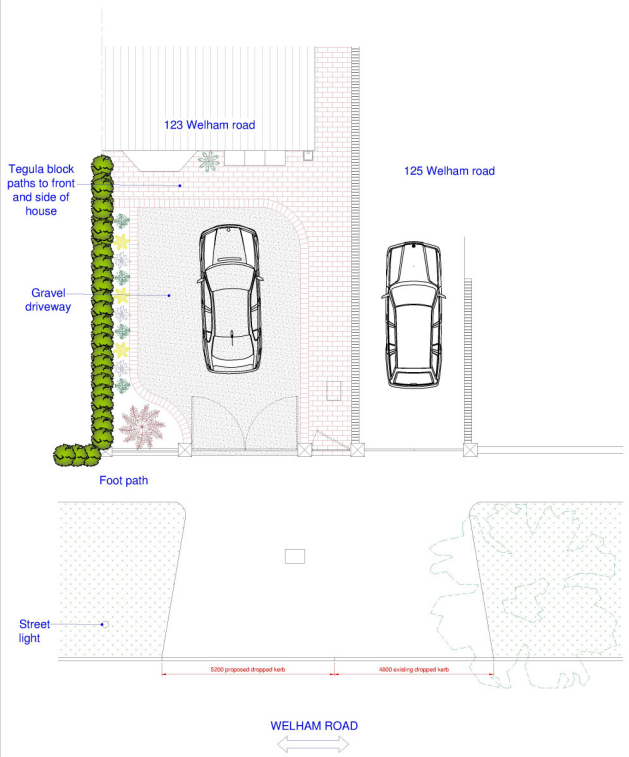 123 Welham road
Tegula block
paths to front
and side of
house
125 Welham road
Gravel
driveway
Foot path
Street
light
5200 proposed dropped kerb
4800 existing dropped kerb
WELHAM ROAD